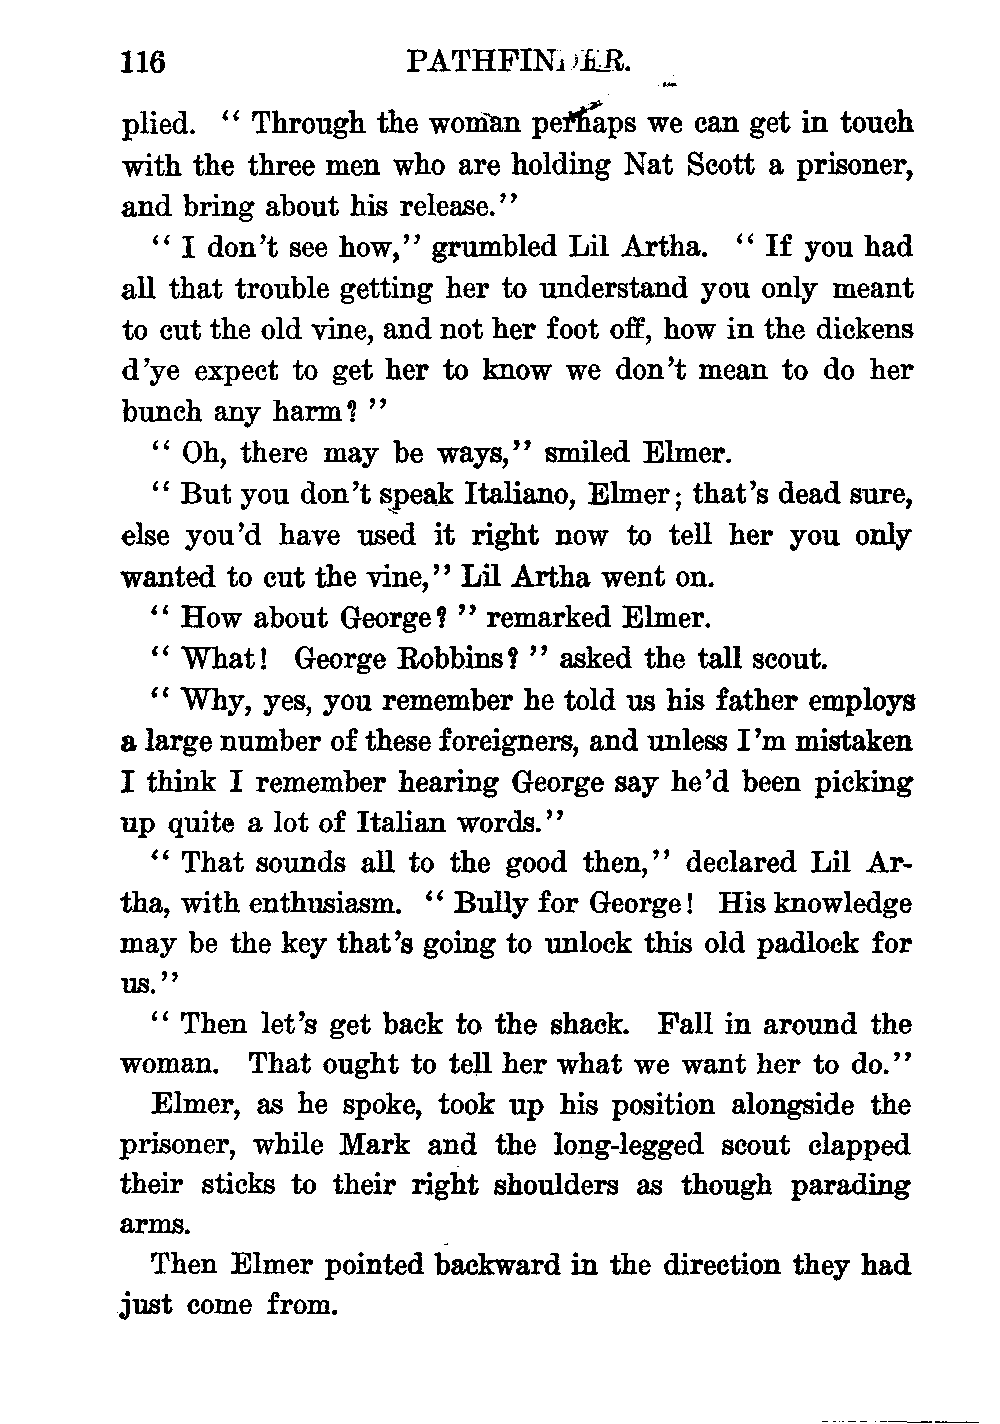 116 PATHFINDER.
plied. “ Through the woman perhaps we can get in touch
with the three men who are holding Nat Scott a prisoner,
and bring about his release.”
“ I don’t see how,” grumbled Lil Artha. “ If you had
all that trouble getting her to understand you only meant
to cut the old vine, and not her foot off, how in the dickens
d’ye expect to get her to know we don’t mean to do her
bunch any harm? ”
“ Oh, there may be ways,” smiled Elmer.
“ But you don’t speak Italiano, Elmer; that’s dead sure,
else you’d have used it right now to tell her you only
wanted to cut the vine,” Lil Artha went on.
“ How about George? ” remarked Elmer.
“ What! George Robbins? ” asked the tall scout.
“ Why, yes, you remember he told us his father employs
a large number of these foreigners, and unless I’m mistaken
I think I remember hearing George say he’d been picking
up quite a lot of Italian words.”
“ That sounds all to the good then,” declared Lil Ar-
tha, with enthusiasm. “ Bully for George! His knowledge
may be the key that’s going to unlock this old padlock for
us.”
“ Then let’s get back to the shack. Fall in around the
woman. That ought to tell her what we want her to do.”
Elmer, as he spoke, took up his position alongside the
prisoner, while Mark and the long-legged scout clapped
their sticks to their right shoulders as though parading
arms.
Then Elmer pointed backward in the direction they had
just come from.